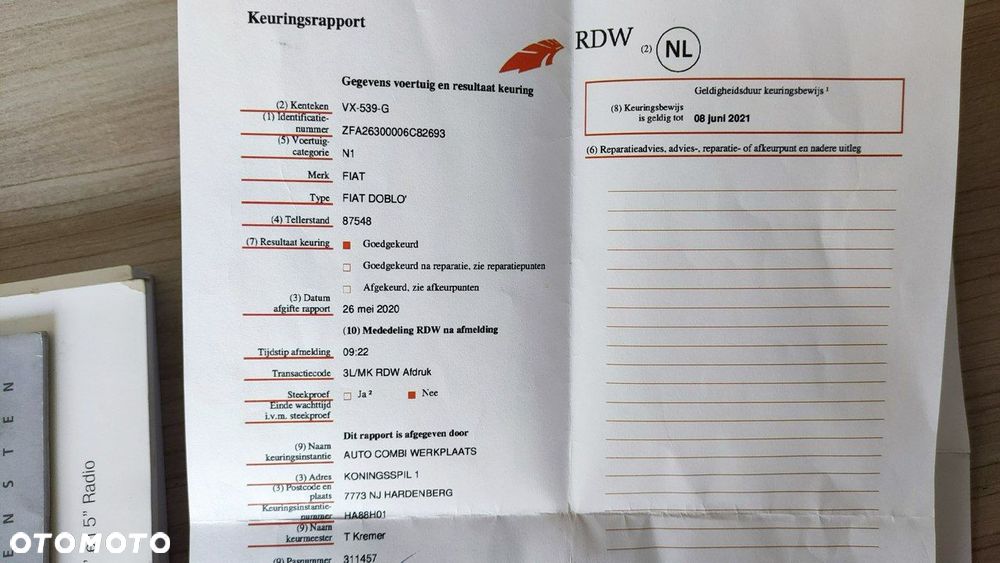 Keuringsrapport
RDW (2) NL
Gegevens voertuig en resultaat keuring
(2) Kenteken VX-539-G
(1) Identificatie-
nummer ZFA26300006C82693
(5) Voertuig-
categorie N1
Merk FIAT
Type FIAT DOBLO'
(4) Tellerstand 87548
(7) Resultaat keuring Goedgekeurd
Goedgekeurd na reparatie, zie reparatiepunten
Afgekeurd, zie afkeurpunten
(3) Datum
afgifte rapport 26 mei 2020
(10) Mededeling RDW na afmelding
Tijdstip afmelding 09:22
Transactiecode 3L/MK RDW Afdruk
Steekproef Ja ² Nee
Einde wachttijd
i.v.m. steekproef
Dit rapport is afgegeven door
(9) Naam
keuringsinstantie AUTO COMBI WERKPLAATS
(3) Adres KONINGSSPIL 1
(3) Postcode en
plaats 7773 NJ HARDENBERG
Keuringsinstantie-
nummer HA88H01
(9) Naam
keurmeester T Kremer
(9) Pasnummer 311457
Geldigheidsduur keuringsbewijs ¹
(8) Keuringsbewijs
is geldig tot 08 juni 2021
(6) Reparatieadvies, advies-, reparatie- of afkeurpunt en nadere uitleg
ENSTEN
5" Radio
OTOMOTO